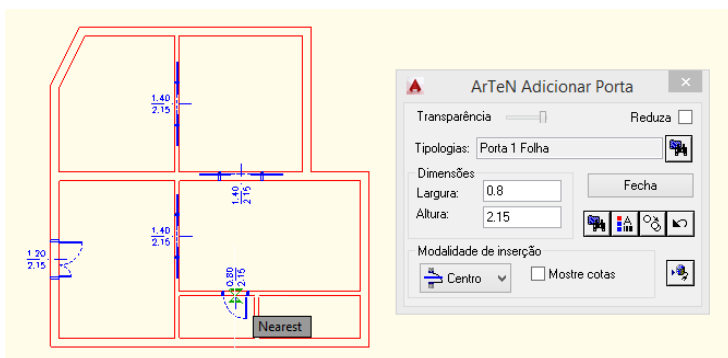 1.40
2.15
1.40
2.15
1.40
2.15
1.20
2.15
0.80
2.15
Nearest
ArTeN Adicionar Porta
Transparência
Reduza
Tipologias: Porta 1 Folha
Dimensões
Largura: 0.8
Fecha
Altura: 2.15
Modalidade de inserção
Centro
Mostre cotas